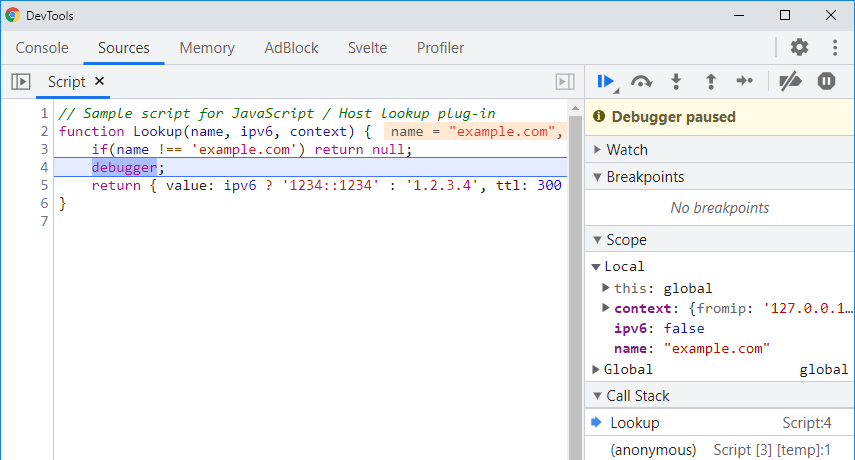 DevTools
Console Sources Memory AdBlock Svelte Profiler
Script
1 // Sample script for JavaScript / Host lookup plug-in
2 function Lookup(name, ipv6, context) { name = "example.com",
3 if(name !== 'example.com') return null;
4 debugger;
5 return { value: ipv6 ? '1234::1234' : '1.2.3.4', ttl: 300
6 }
7
Debugger paused
Watch
Breakpoints
No breakpoints
Scope
Local
this: global
context: {fromip: '127.0.0.1…
ipv6: false
name: "example.com"
Global global
Call Stack
Lookup Script:4
(anonymous) Script [3] [temp]:1